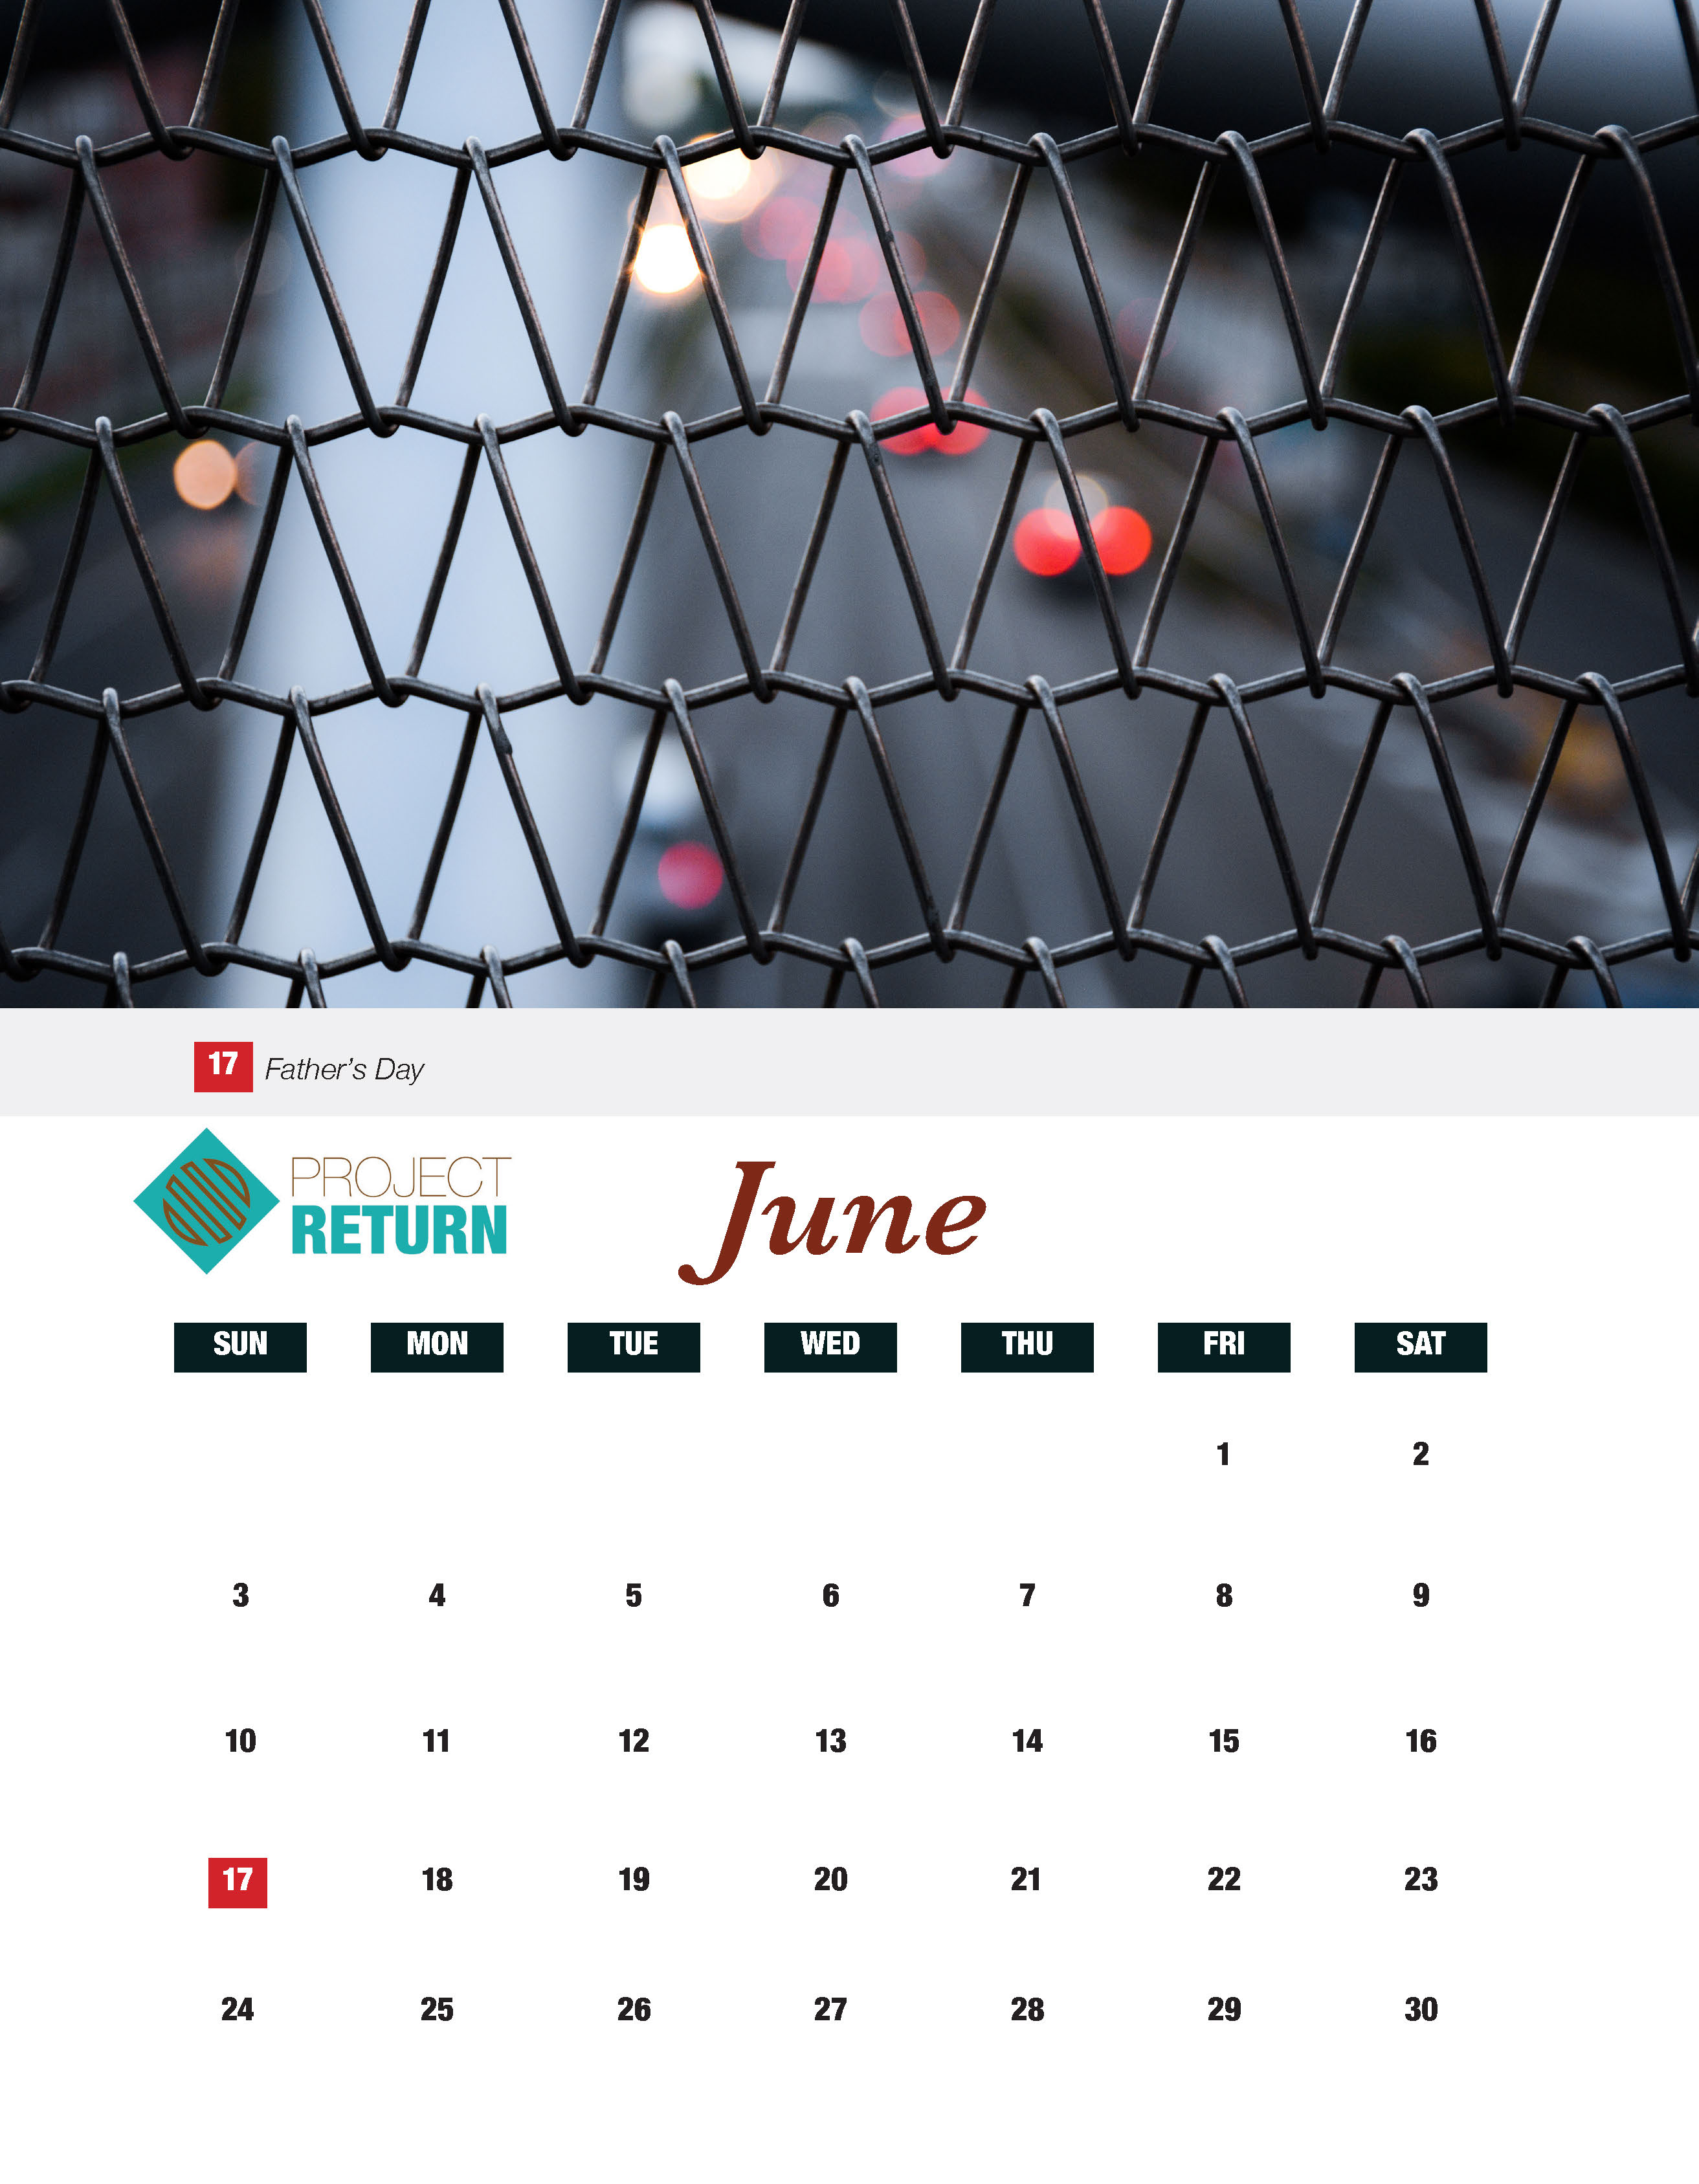 17 Father's Day
PROJECT
RETURN
June
SUN MON TUE WED THU FRI SAT
1 2
3 4 5 6 7 8 9
10 11 12 13 14 15 16
17 18 19 20 21 22 23
24 25 26 27 28 29 30